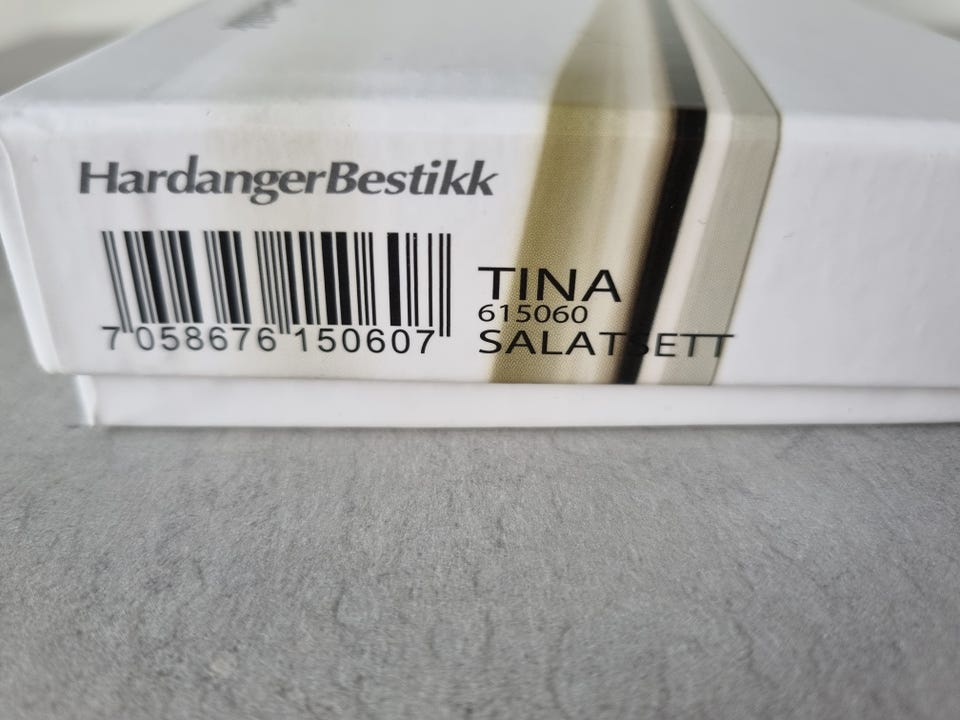 HardangerBestikk
TINA
615060
SALATSETT
7 058676 150607